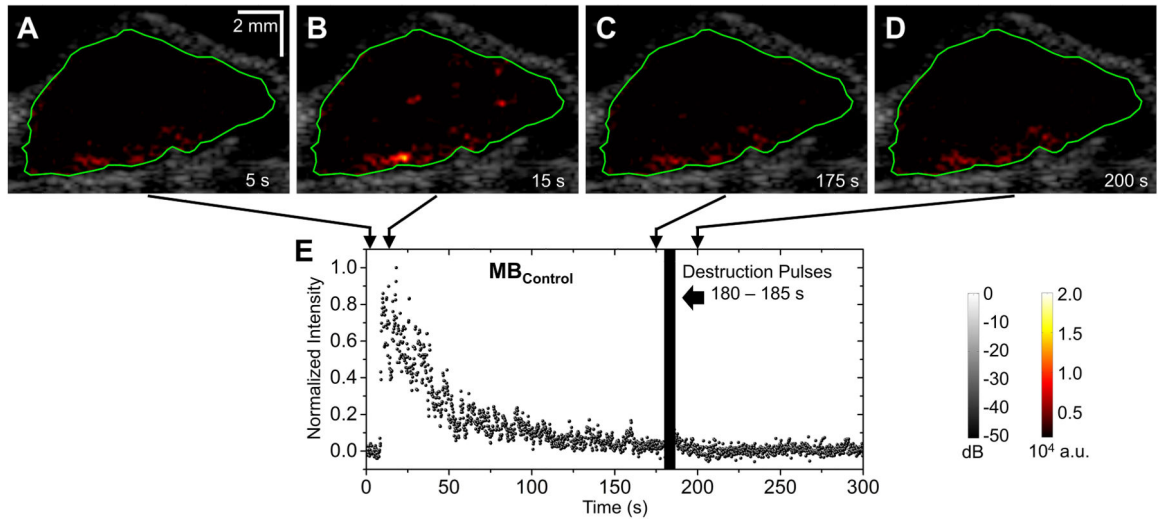 A
2 mm
5 s
B
15 s
C
175 s
D
200 s
E
MBControl
Destruction Pulses
180 – 185 s
Normalized Intensity
1.0
0.8
0.6
0.4
0.2
0.0
0 50 100 150 200 250 300
Time (s)
0
-10
-20
-30
-40
-50
dB
2.0
1.5
1.0
0.5
10⁴ a.u.